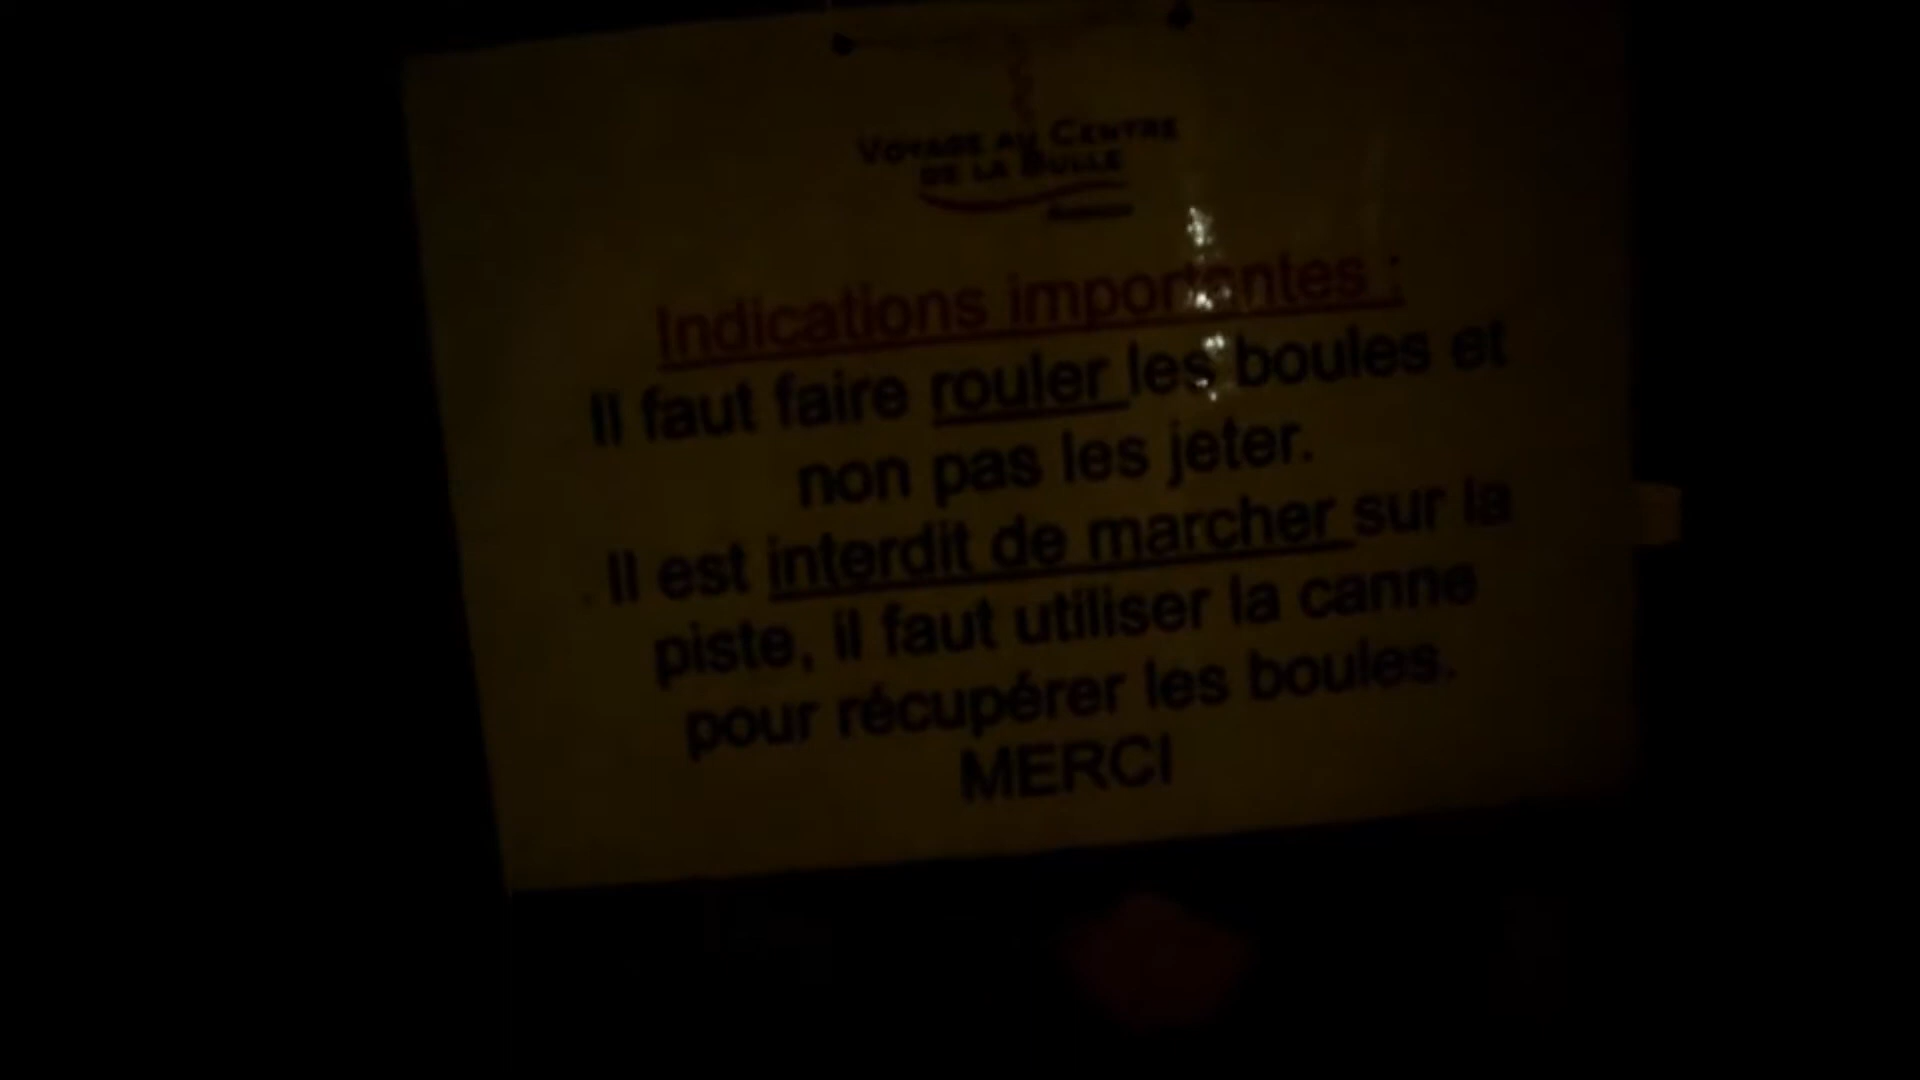 VOYAGE AU CENTRE
DE LA BULLE
Indications importantes :
Il faut faire rouler les boules et
non pas les jeter.
Il est interdit de marcher sur la
piste, il faut utiliser la canne
pour récupérer les boules.
MERCI